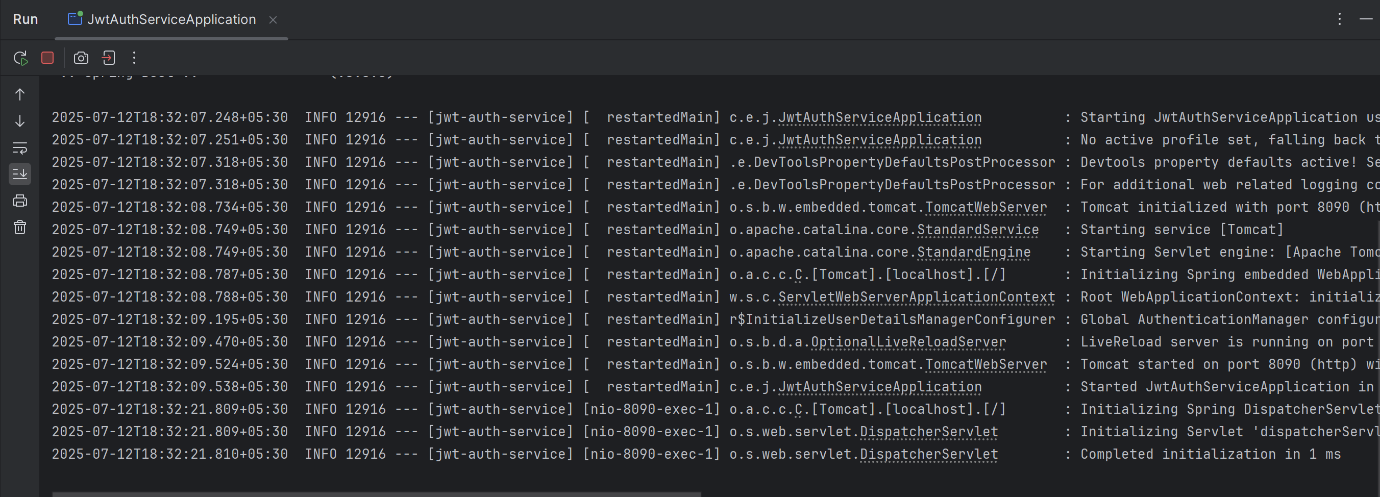 Run JwtAuthServiceApplication
2025-07-12T18:32:07.248+05:30 INFO 12916 --- [jwt-auth-service] [ restartedMain] c.e.j.JwtAuthServiceApplication : Starting JwtAuthServiceApplication us
2025-07-12T18:32:07.251+05:30 INFO 12916 --- [jwt-auth-service] [ restartedMain] c.e.j.JwtAuthServiceApplication : No active profile set, falling back t
2025-07-12T18:32:07.318+05:30 INFO 12916 --- [jwt-auth-service] [ restartedMain] .e.DevToolsPropertyDefaultsPostProcessor : Devtools property defaults active! Se
2025-07-12T18:32:07.318+05:30 INFO 12916 --- [jwt-auth-service] [ restartedMain] .e.DevToolsPropertyDefaultsPostProcessor : For additional web related logging co
2025-07-12T18:32:08.734+05:30 INFO 12916 --- [jwt-auth-service] [ restartedMain] o.s.b.w.embedded.tomcat.TomcatWebServer : Tomcat initialized with port 8090 (ht
2025-07-12T18:32:08.749+05:30 INFO 12916 --- [jwt-auth-service] [ restartedMain] o.apache.catalina.core.StandardService : Starting service [Tomcat]
2025-07-12T18:32:08.749+05:30 INFO 12916 --- [jwt-auth-service] [ restartedMain] o.apache.catalina.core.StandardEngine : Starting Servlet engine: [Apache Tomc
2025-07-12T18:32:08.787+05:30 INFO 12916 --- [jwt-auth-service] [ restartedMain] o.a.c.c.C.[Tomcat].[localhost].[/] : Initializing Spring embedded WebAppli
2025-07-12T18:32:08.788+05:30 INFO 12916 --- [jwt-auth-service] [ restartedMain] w.s.c.ServletWebServerApplicationContext : Root WebApplicationContext: initializ
2025-07-12T18:32:09.195+05:30 INFO 12916 --- [jwt-auth-service] [ restartedMain] r$InitializeUserDetailsManagerConfigurer : Global AuthenticationManager configur
2025-07-12T18:32:09.470+05:30 INFO 12916 --- [jwt-auth-service] [ restartedMain] o.s.b.d.a.OptionalLiveReloadServer : LiveReload server is running on port
2025-07-12T18:32:09.524+05:30 INFO 12916 --- [jwt-auth-service] [ restartedMain] o.s.b.w.embedded.tomcat.TomcatWebServer : Tomcat started on port 8090 (http) wi
2025-07-12T18:32:09.538+05:30 INFO 12916 --- [jwt-auth-service] [ restartedMain] c.e.j.JwtAuthServiceApplication : Started JwtAuthServiceApplication in
2025-07-12T18:32:21.809+05:30 INFO 12916 --- [jwt-auth-service] [nio-8090-exec-1] o.a.c.c.C.[Tomcat].[localhost].[/] : Initializing Spring DispatcherServlet
2025-07-12T18:32:21.809+05:30 INFO 12916 --- [jwt-auth-service] [nio-8090-exec-1] o.s.web.servlet.DispatcherServlet : Initializing Servlet 'dispatcherServl
2025-07-12T18:32:21.810+05:30 INFO 12916 --- [jwt-auth-service] [nio-8090-exec-1] o.s.web.servlet.DispatcherServlet : Completed initialization in 1 ms